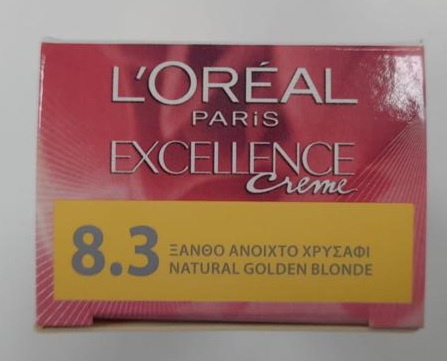 L'ORÉAL
PARiS
EXCELLENCE
Creme
8.3 ΞΑΝΘΟ ΑΝΟΙΧΤΟ ΧΡΥΣΑΦΙ
NATURAL GOLDEN BLONDE